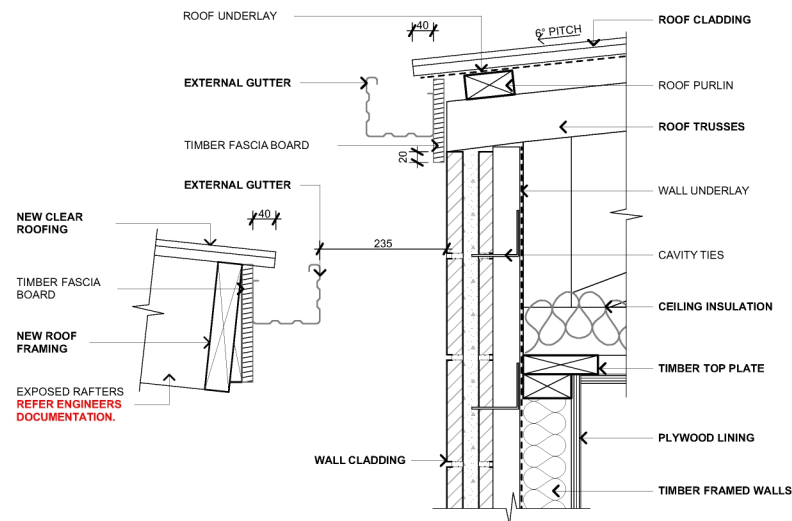 ROOF UNDERLAY
40
6° PITCH
ROOF CLADDING
EXTERNAL GUTTER
ROOF PURLIN
ROOF TRUSSES
TIMBER FASCIA BOARD
20
EXTERNAL GUTTER
WALL UNDERLAY
NEW CLEAR
ROOFING
40
235
CAVITY TIES
TIMBER FASCIA
BOARD
CEILING INSULATION
NEW ROOF
FRAMING
TIMBER TOP PLATE
EXPOSED RAFTERS
REFER ENGINEERS
DOCUMENTATION.
PLYWOOD LINING
WALL CLADDING
TIMBER FRAMED WALLS